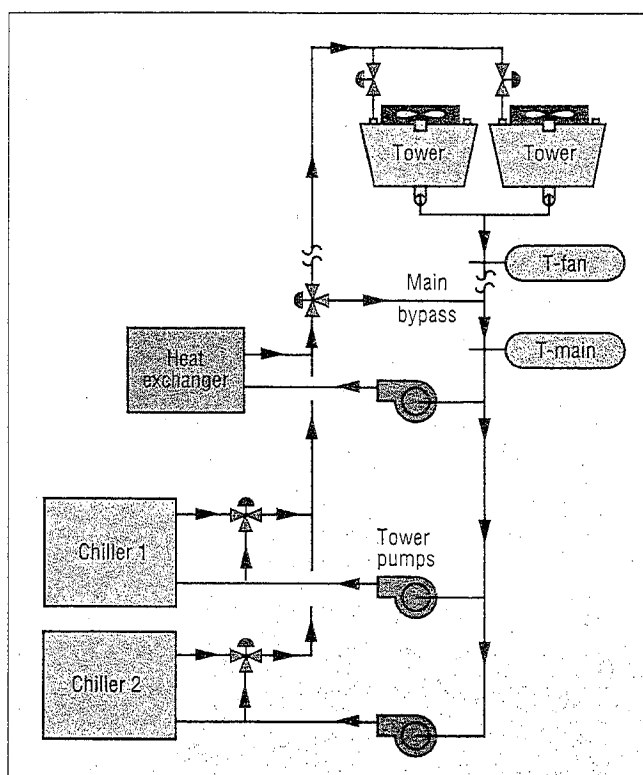 Tower
Tower
T-fan
Main
bypass
T-main
Heat
exchanger
Chiller 1
Tower
pumps
Chiller 2